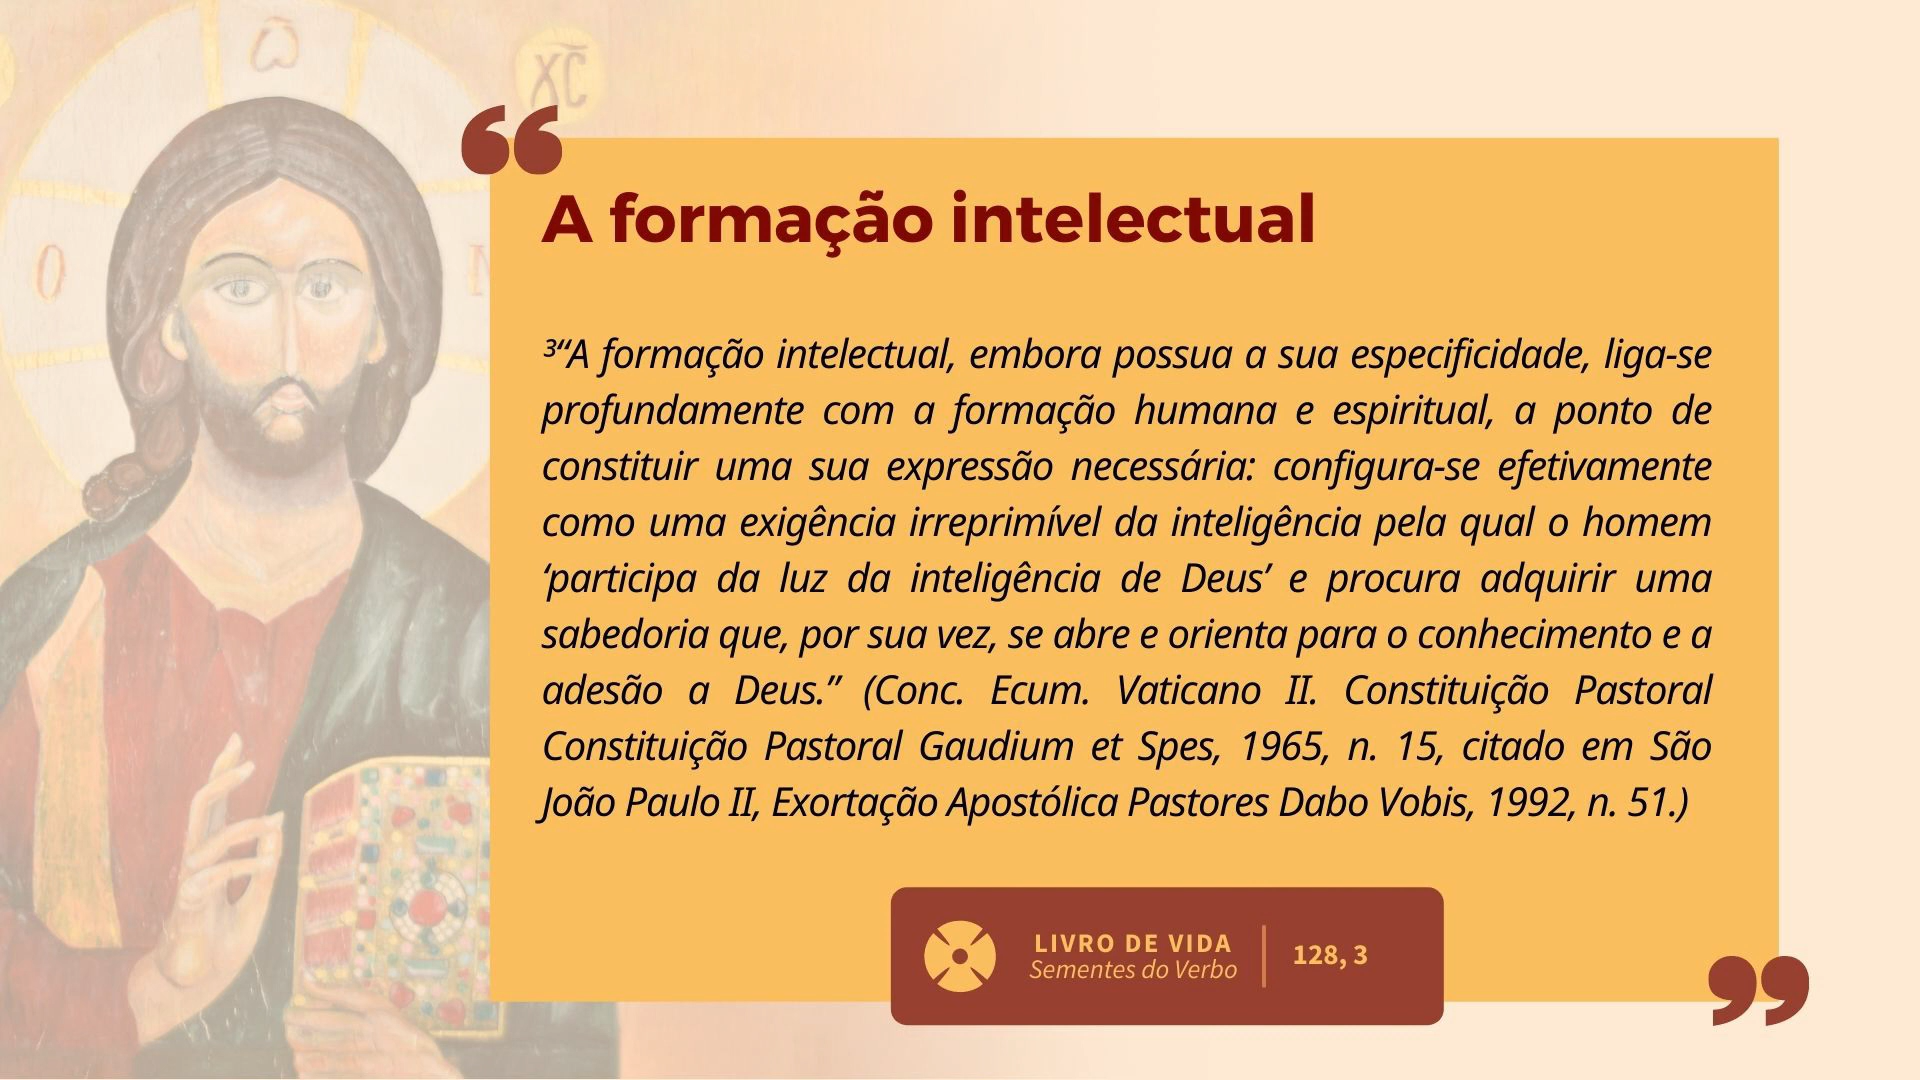 ω
X͞C
Ο
“
A formação intelectual
³“A formação intelectual, embora possua a sua especificidade, liga-se
profundamente com a formação humana e espiritual, a ponto de
constituir uma sua expressão necessária: configura-se efetivamente
como uma exigência irreprimível da inteligência pela qual o homem
‘participa da luz da inteligência de Deus’ e procura adquirir uma
sabedoria que, por sua vez, se abre e orienta para o conhecimento e a
adesão a Deus.” (Conc. Ecum. Vaticano II. Constituição Pastoral
Constituição Pastoral Gaudium et Spes, 1965, n. 15, citado em São
João Paulo II, Exortação Apostólica Pastores Dabo Vobis, 1992, n. 51.)
LIVRO DE VIDA
Sementes do Verbo
128, 3
”